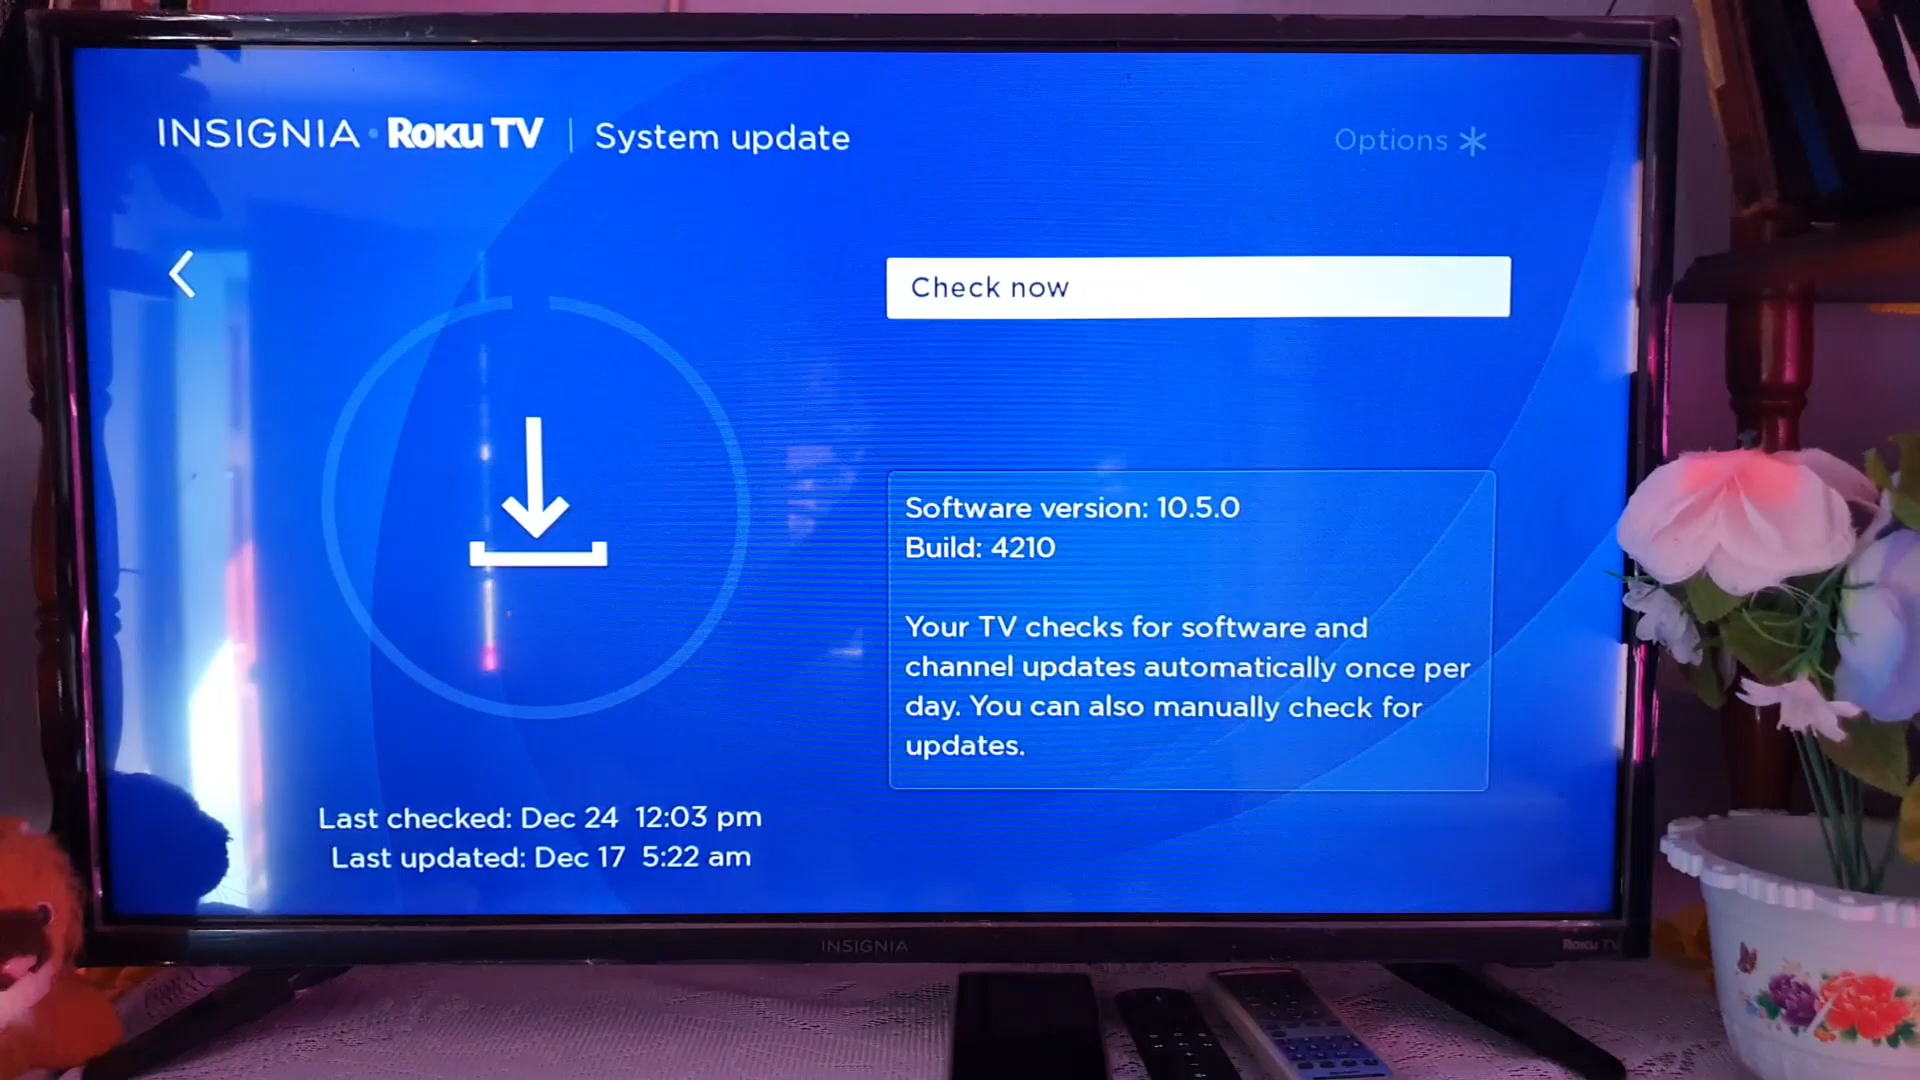 INSIGNIA • Roku TV | System update
Options *
Check now
Software version: 10.5.0
Build: 4210
Your TV checks for software and
channel updates automatically once per
day. You can also manually check for
updates.
Last checked: Dec 24 12:03 pm
Last updated: Dec 17 5:22 am
INSIGNIA
Roku TV